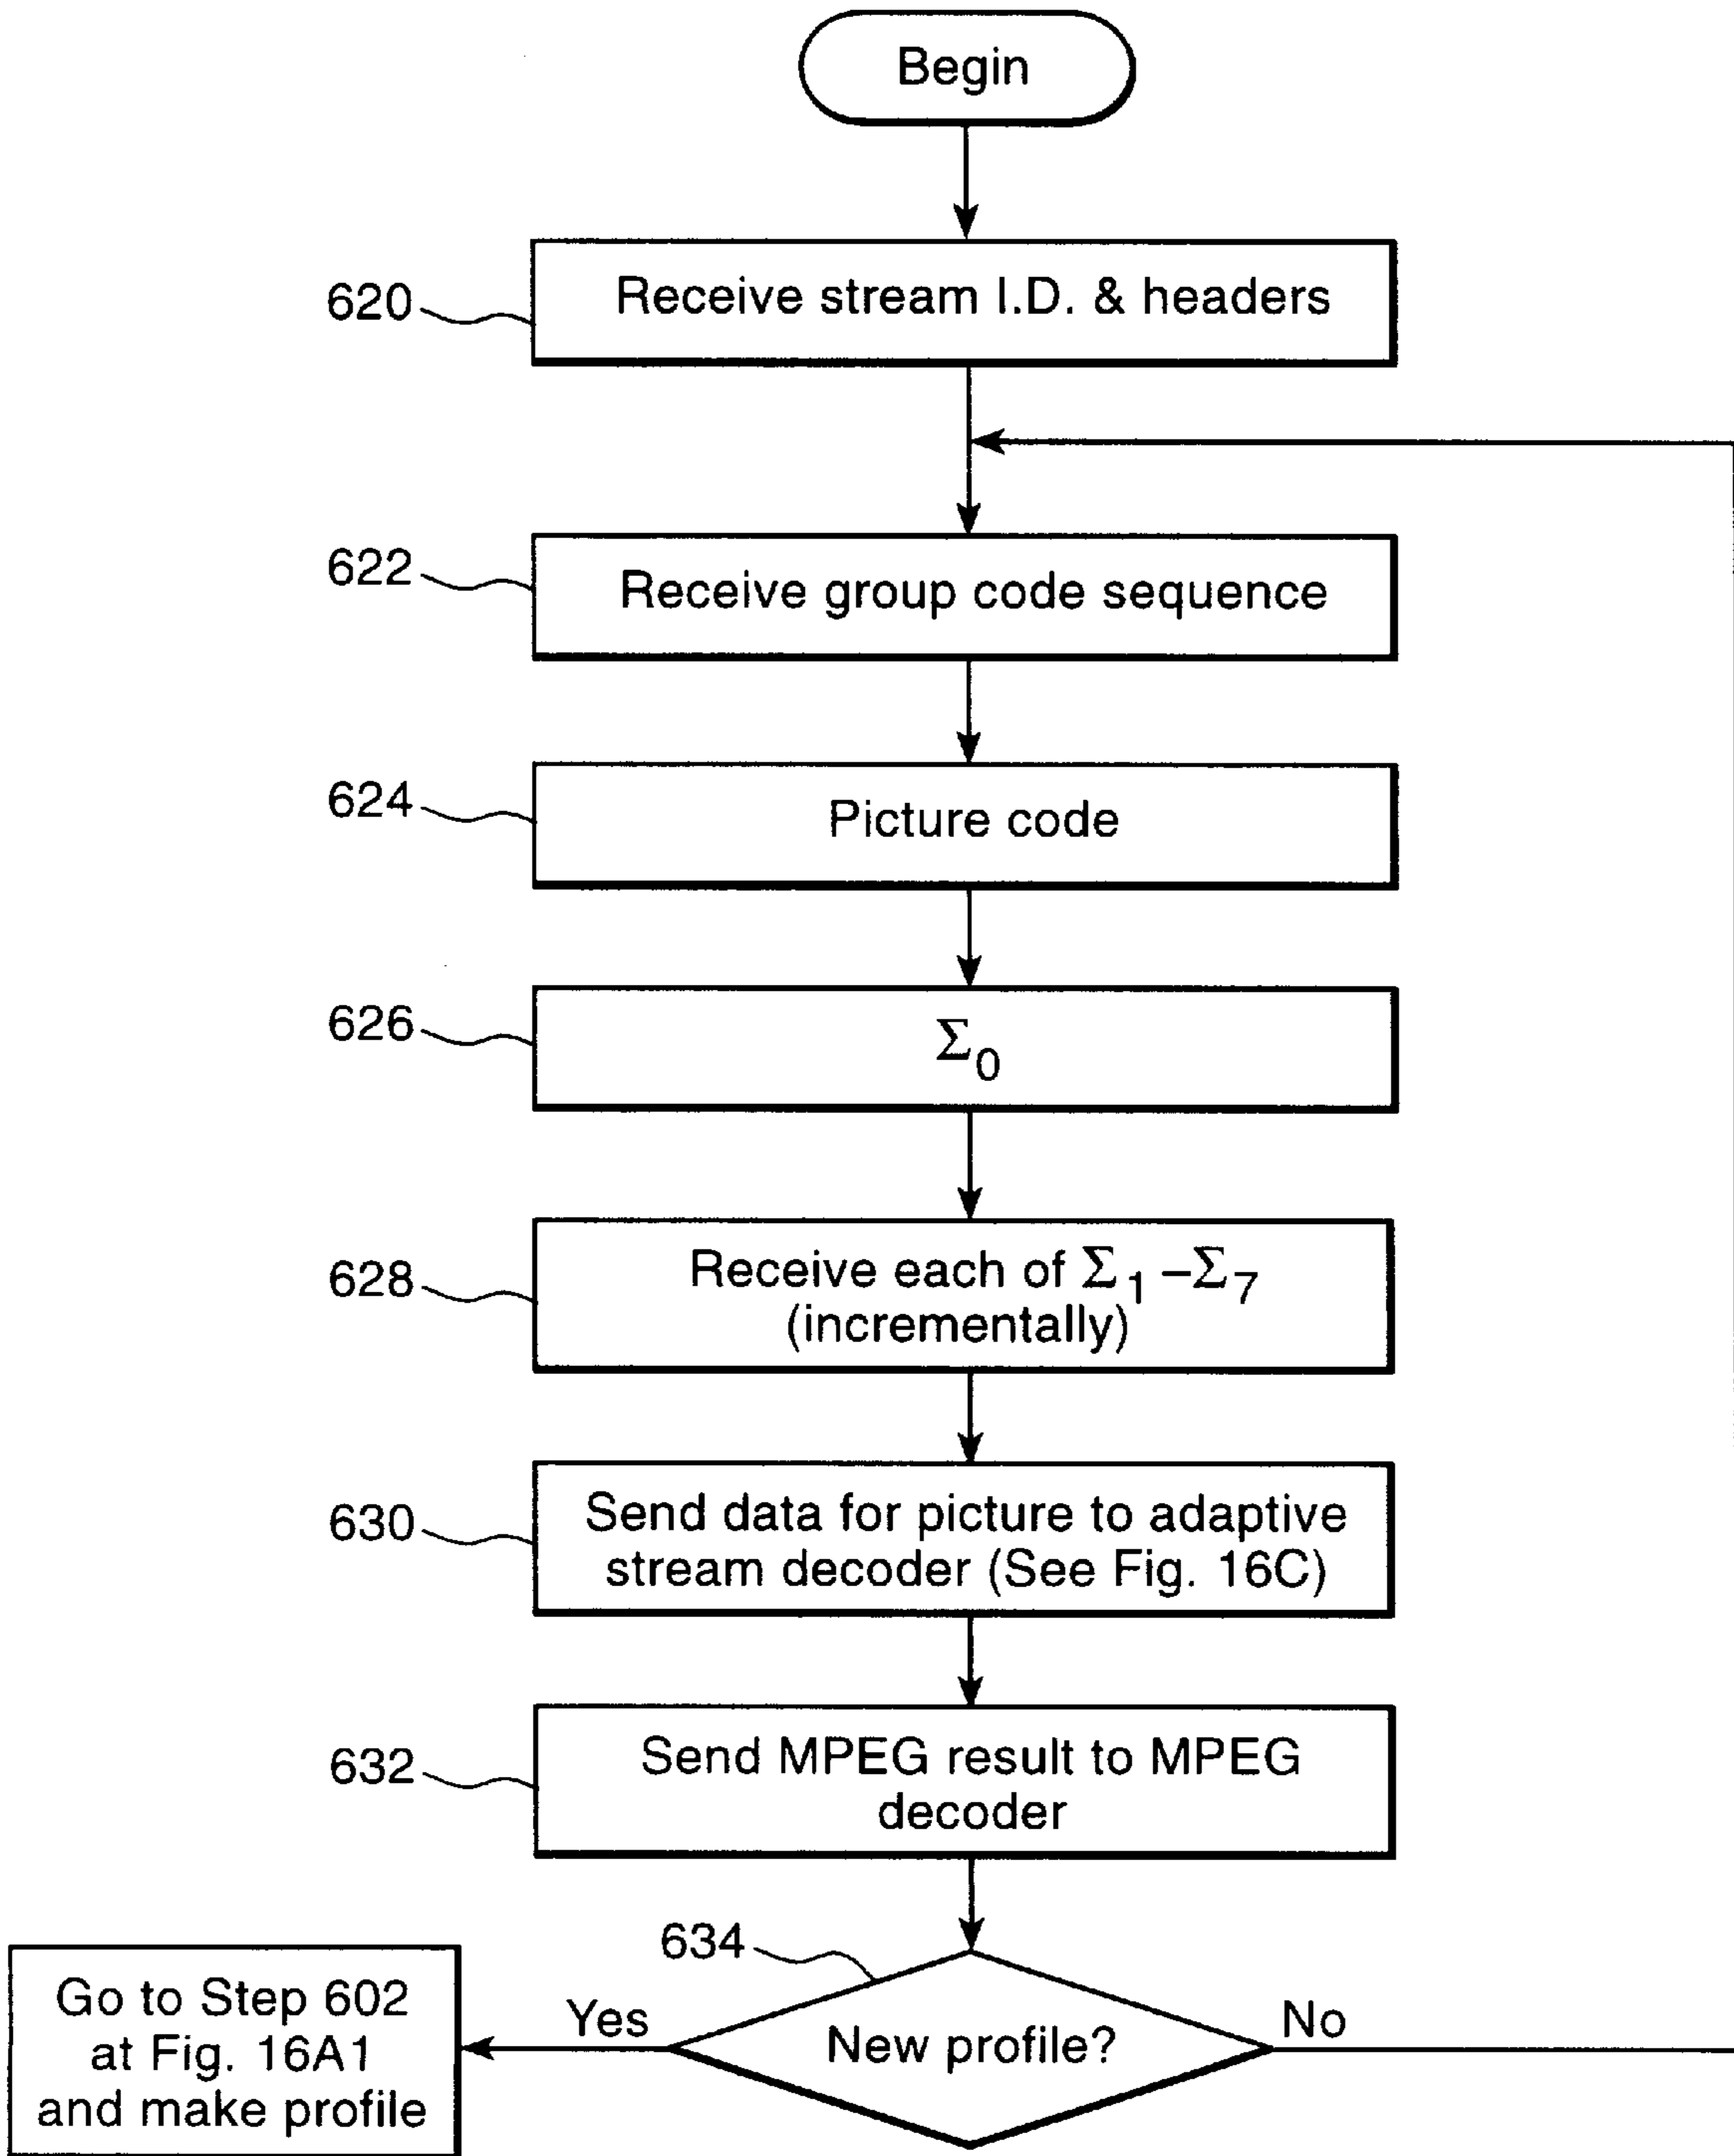 Begin
620
Receive stream I.D. & headers
622
Receive group code sequence
624
Picture code
626
Σ₀
628
Receive each of Σ₁ –Σ₇
(incrementally)
630
Send data for picture to adaptive
stream decoder (See Fig. 16C)
632
Send MPEG result to MPEG
decoder
634
New profile?
Yes
No
Go to Step 602
at Fig. 16A1
and make profile